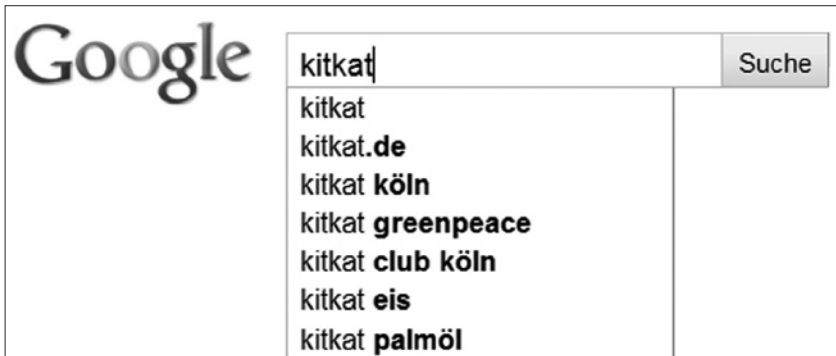 Google
kitkat Suche
kitkat
kitkat.de
kitkat köln
kitkat greenpeace
kitkat club köln
kitkat eis
kitkat palmöl